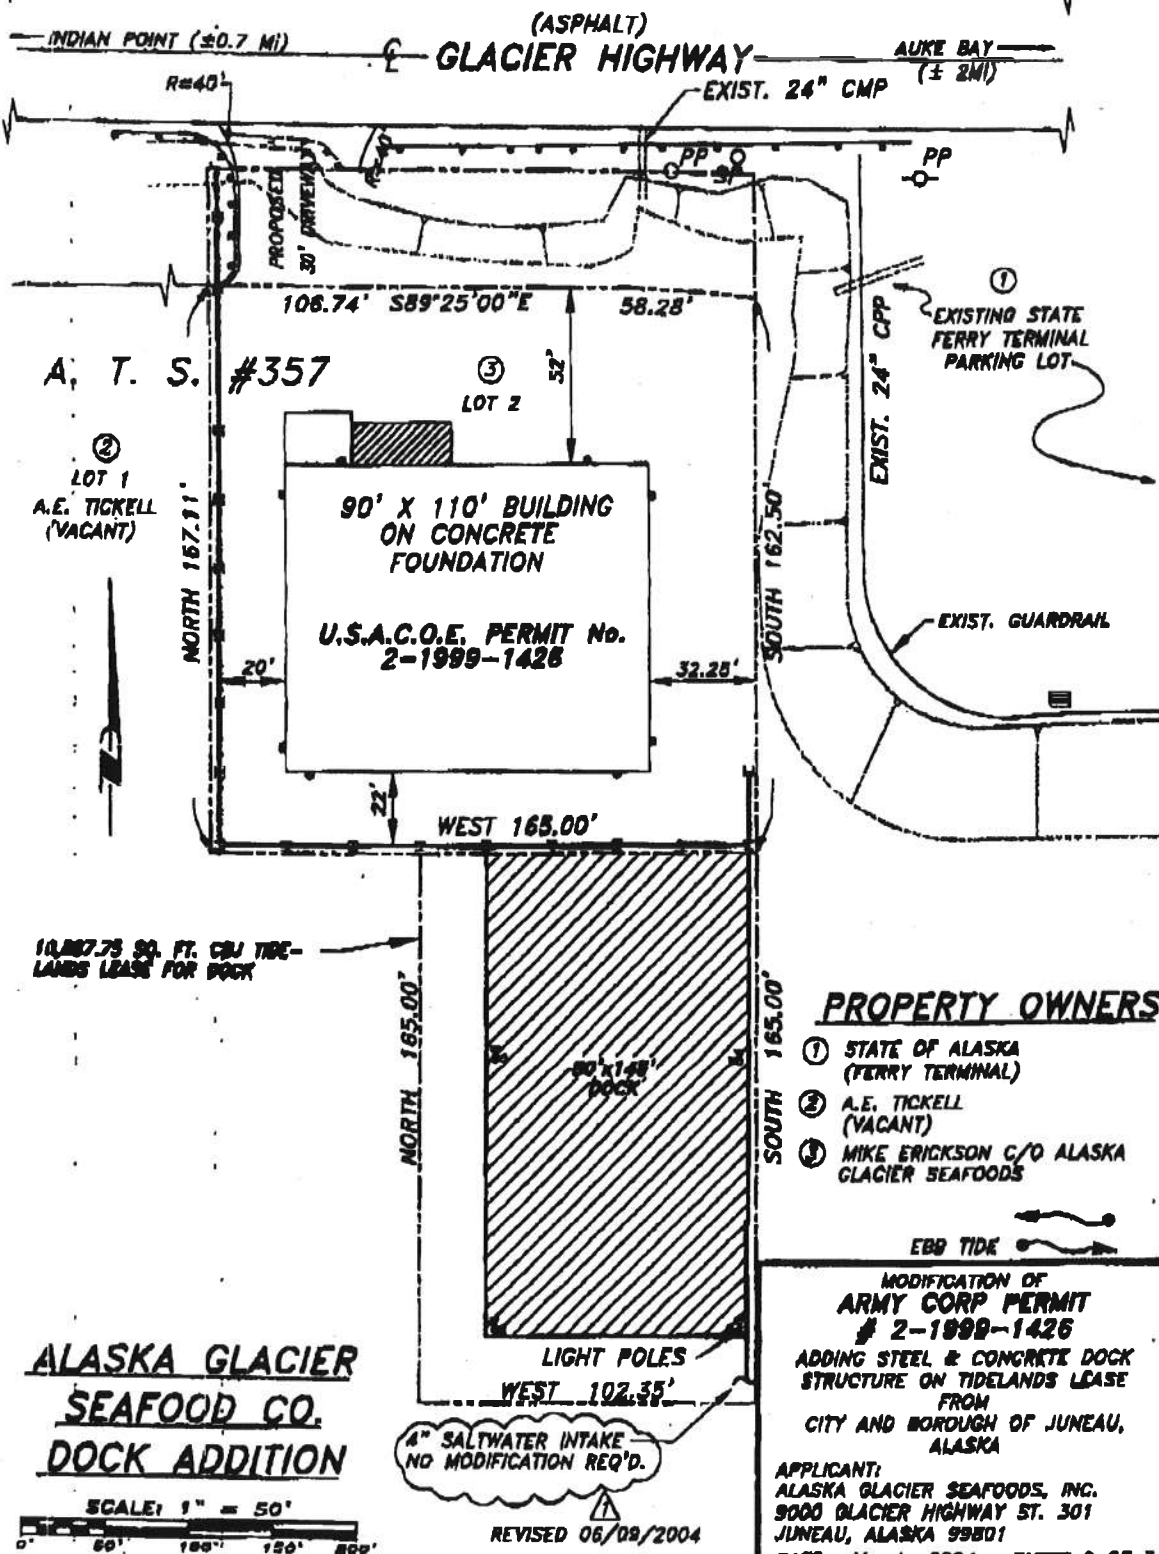 (ASPHALT)
INDIAN POINT (±0.7 Mi)
GLACIER HIGHWAY
AUKE BAY
(± 2MI)
R=40'
EXIST. 24" CMP
R=40'
PP
PP
PROPOSED
30' DRIVEWAY
106.74' S89°25'00"E 58.28'
1
EXISTING STATE
FERRY TERMINAL
PARKING LOT
EXIST. 24" CPP
A. T. S. #357
3
LOT 2
52'
2
LOT 1
A.E. TICKELL
(VACANT)
90' X 110' BUILDING
ON CONCRETE
FOUNDATION
U.S.A.C.O.E. PERMIT No.
2-1999-1426
NORTH 167.11'
SOUTH 162.50'
EXIST. GUARDRAIL
20'
32.28'
22'
WEST 165.00'
SQ. FT. CBJ TIDE-
LANDS LEASE FOR DOCK
NORTH 165.00'
SOUTH 165.00'
DOCK
PROPERTY OWNERS
1 STATE OF ALASKA
(FERRY TERMINAL)
2 A.E. TICKELL
(VACANT)
3 MIKE ERICKSON C/O ALASKA
GLACIER SEAFOODS
EBB TIDE
LIGHT POLES
WEST 102.35'
4" SALTWATER INTAKE
NO MODIFICATION REQ'D.
1
REVISED 06/09/2004
ALASKA GLACIER
SEAFOOD CO.
DOCK ADDITION
SCALE: 1" = 50'
0'
MODIFICATION OF
ARMY CORP PERMIT
# 2-1999-1426
ADDING STEEL & CONCRETE DOCK
STRUCTURE ON TIDELANDS LEASE
FROM
CITY AND BOROUGH OF JUNEAU,
ALASKA
APPLICANT:
ALASKA GLACIER SEAFOODS, INC.
9000 GLACIER HIGHWAY ST. 301
JUNEAU, ALASKA 99801